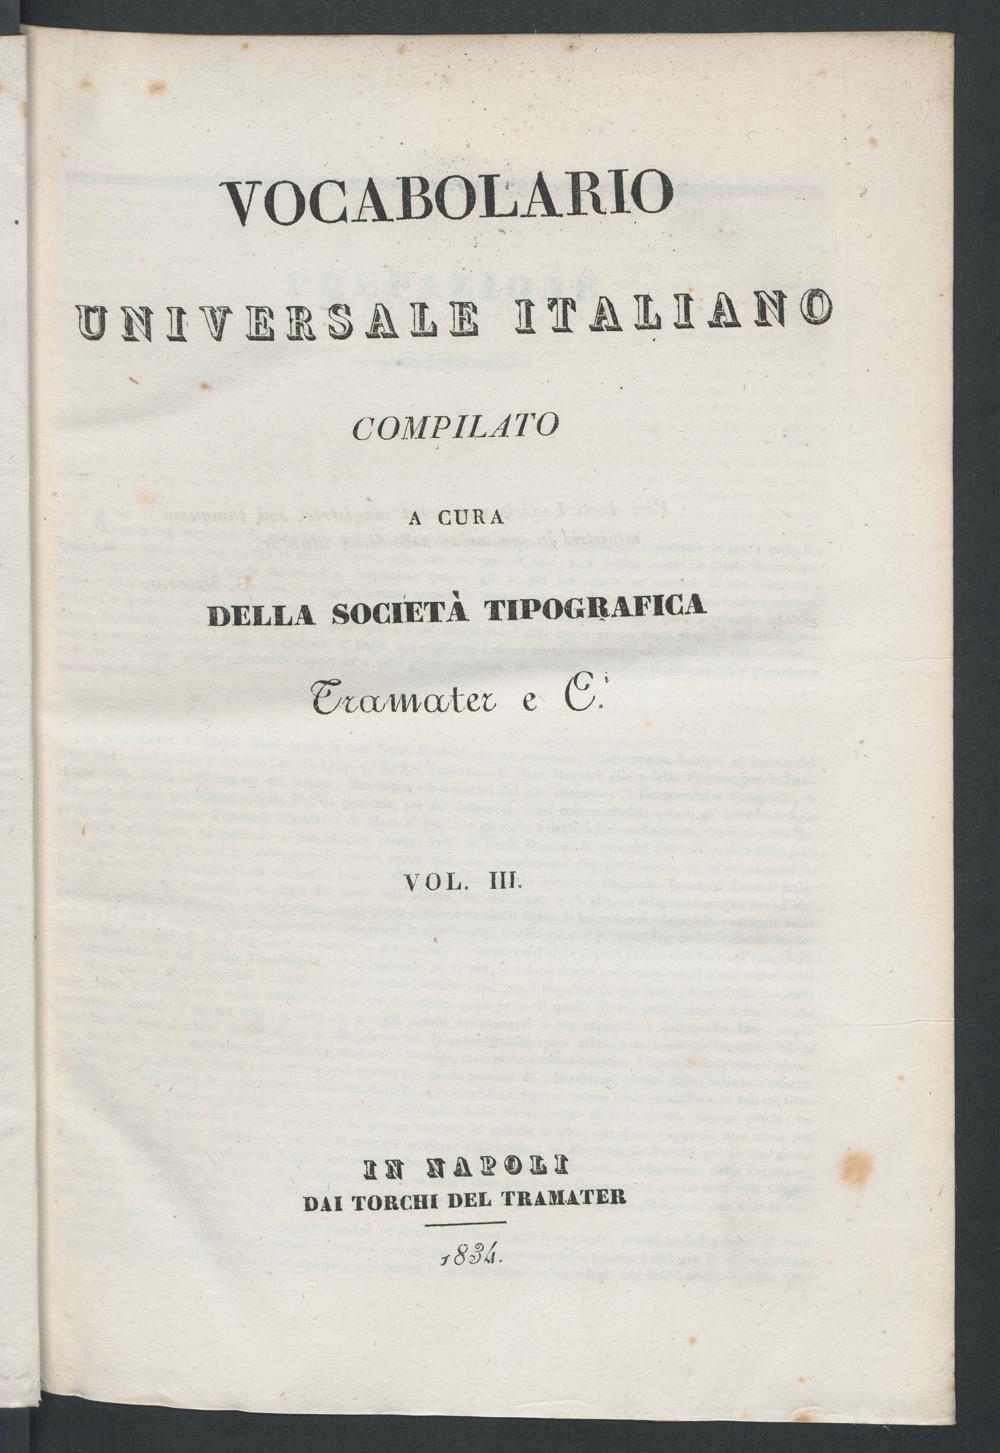 VOCABOLARIO
UNIVERSALE ITALIANO
COMPILATO
A CURA
DELLA SOCIETÀ TIPOGRAFICA
Tramater e C.i
VOL. III.
IN NAPOLI
DAI TORCHI DEL TRAMATER
1834.